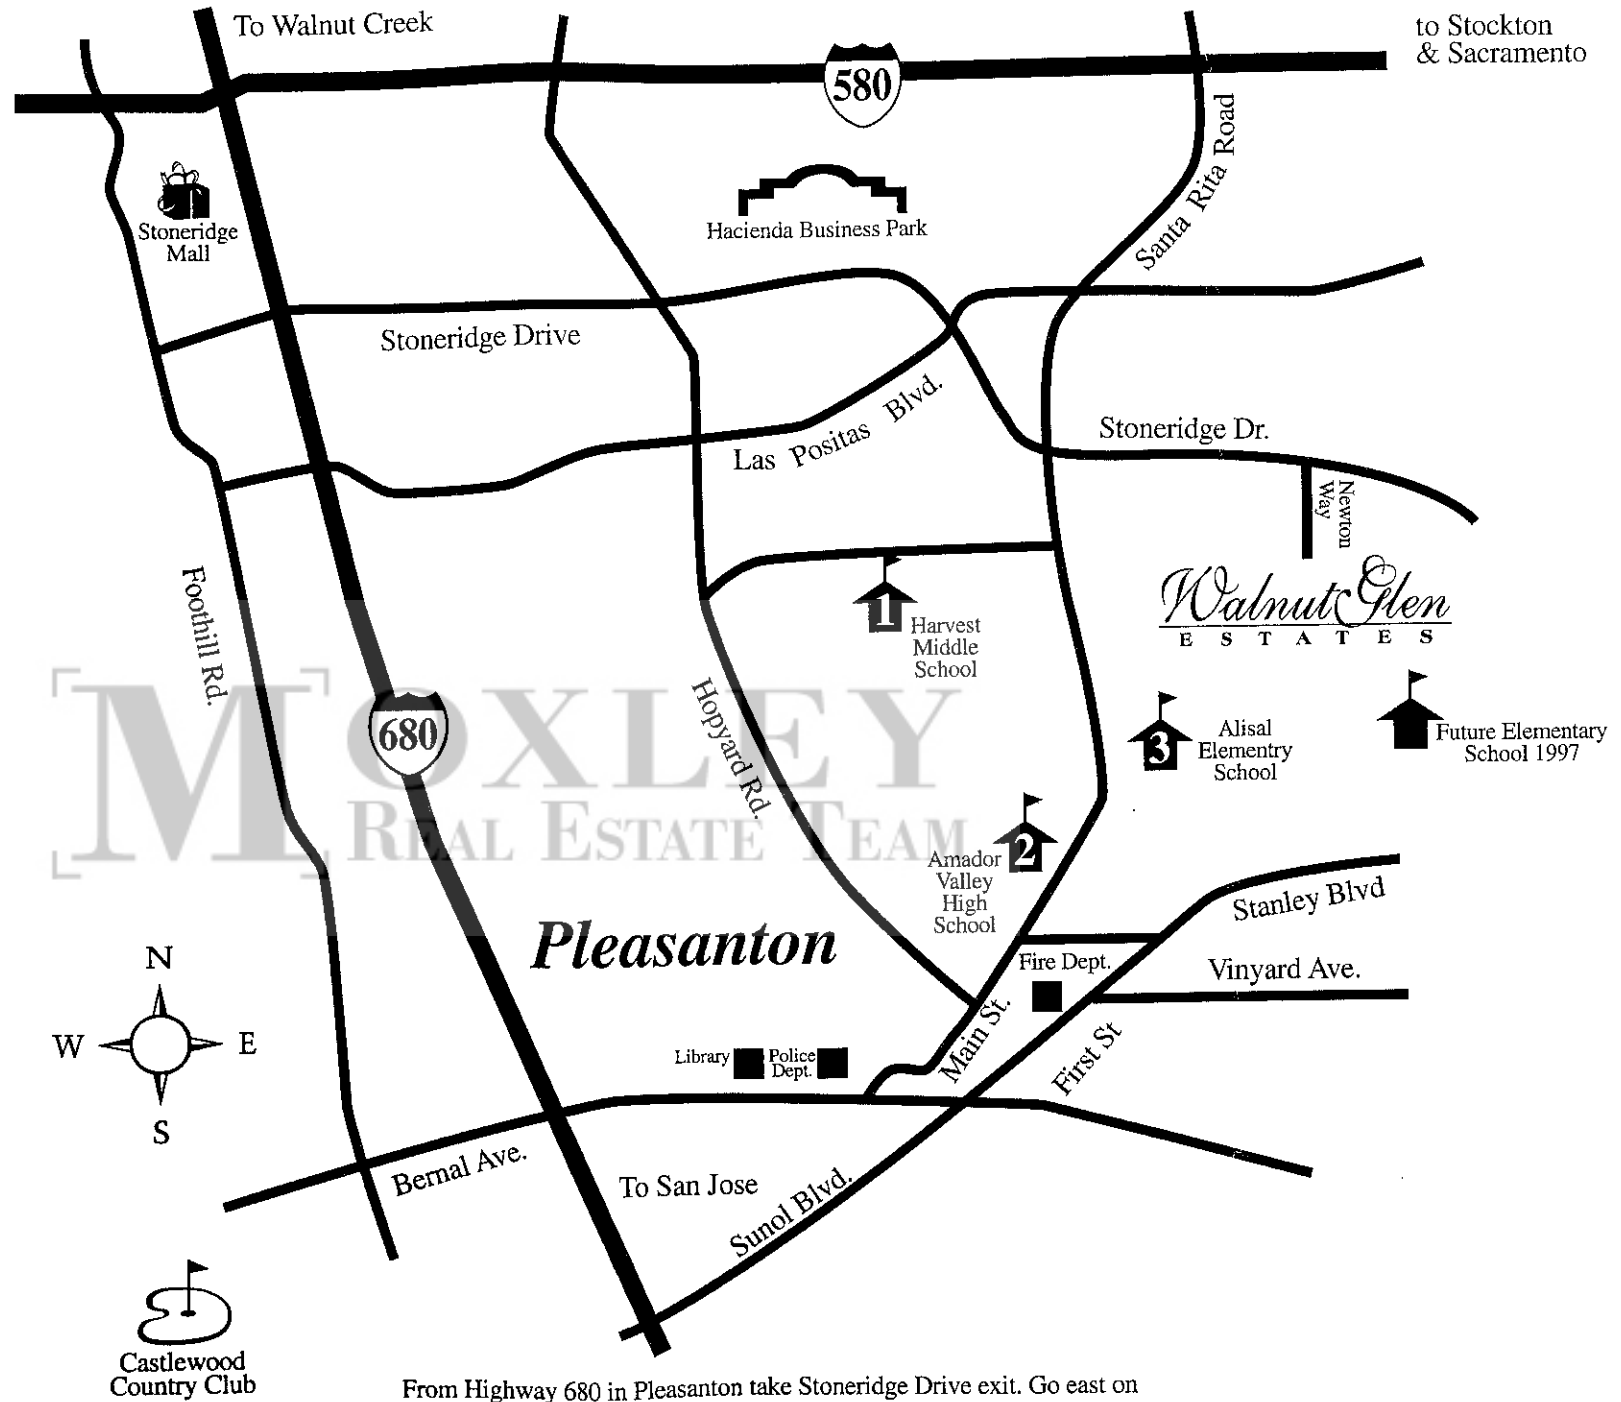 To Walnut Creek
to Stockton
& Sacramento
580
Santa Rita Road
Stoneridge
Mall
Hacienda Business Park
Stoneridge Drive
Las Positas Blvd.
Stoneridge Dr.
Newton
Way
Walnut Glen
ESTATES
Foothill Rd.
Harvest
Middle
School
1
Hopyard Rd.
MOXLEY
REAL ESTATE TEAM
680
3
Alisal
Elementry
School
Future Elementary
School 1997
2
Amador
Valley
High
School
Stanley Blvd
Pleasanton
Fire Dept.
Vinyard Ave.
N
W
E
S
Main St.
First St
Library
Police
Dept.
Bernal Ave.
To San Jose
Sunol Blvd.
Castlewood
Country Club
From Highway 680 in Pleasanton take Stoneridge Drive exit. Go east on